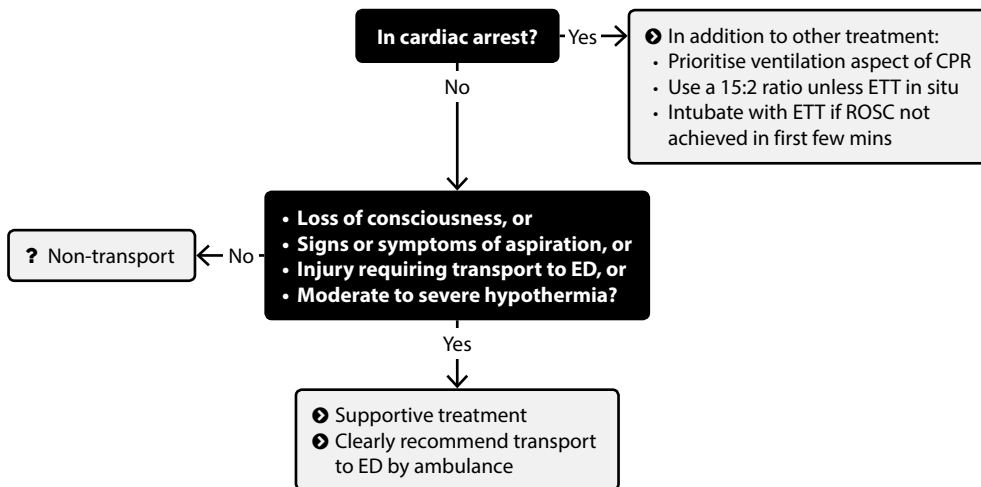 In cardiac arrest?
Yes
In addition to other treatment:
• Prioritise ventilation aspect of CPR
• Use a 15:2 ratio unless ETT in situ
• Intubate with ETT if ROSC not
achieved in first few mins
No
• Loss of consciousness, or
• Signs or symptoms of aspiration, or
• Injury requiring transport to ED, or
• Moderate to severe hypothermia?
No
? Non-transport
Yes
Supportive treatment
Clearly recommend transport
to ED by ambulance